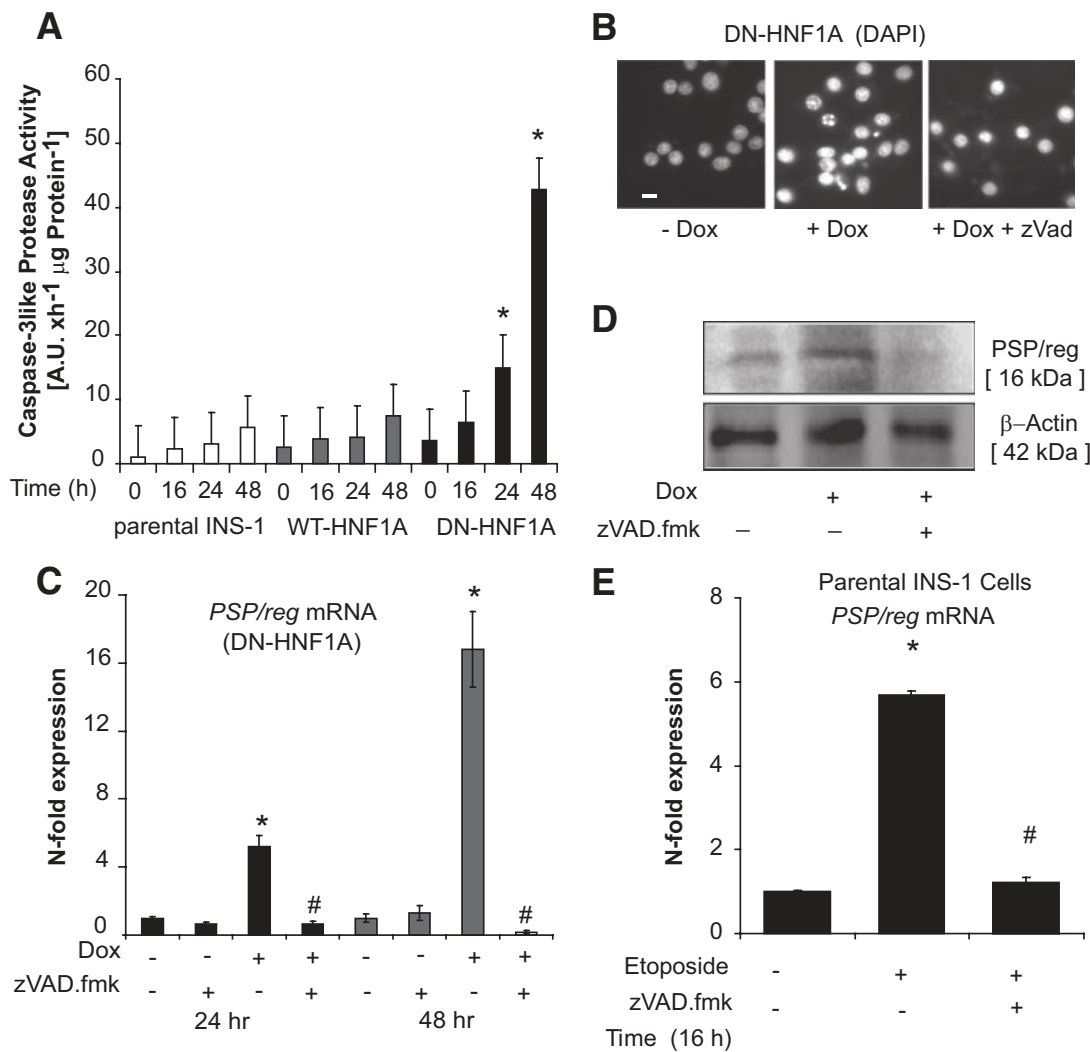 A
Caspase-3like Protease Activity
[A.U. xh-1 µg Protein-1]
60
50
40
30
20
10
0
*
*
Time (h) 0 16 24 48 0 16 24 48 0 16 24 48
parental INS-1 WT-HNF1A DN-HNF1A
B
DN-HNF1A (DAPI)
- Dox + Dox + Dox + zVad
D
PSP/reg
[ 16 kDa ]
β–Actin
[ 42 kDa ]
Dox + +
zVAD.fmk – – +
C
PSP/reg mRNA
(DN-HNF1A)
N-fold expression
20
16
12
8
4
0
*
#
*
#
Dox - - + + - - + +
zVAD.fmk - + - + - + - +
24 hr 48 hr
E
Parental INS-1 Cells
PSP/reg mRNA
N-fold expression
8
6
4
2
0
*
#
Etoposide - + +
zVAD.fmk - - +
Time (16 h)